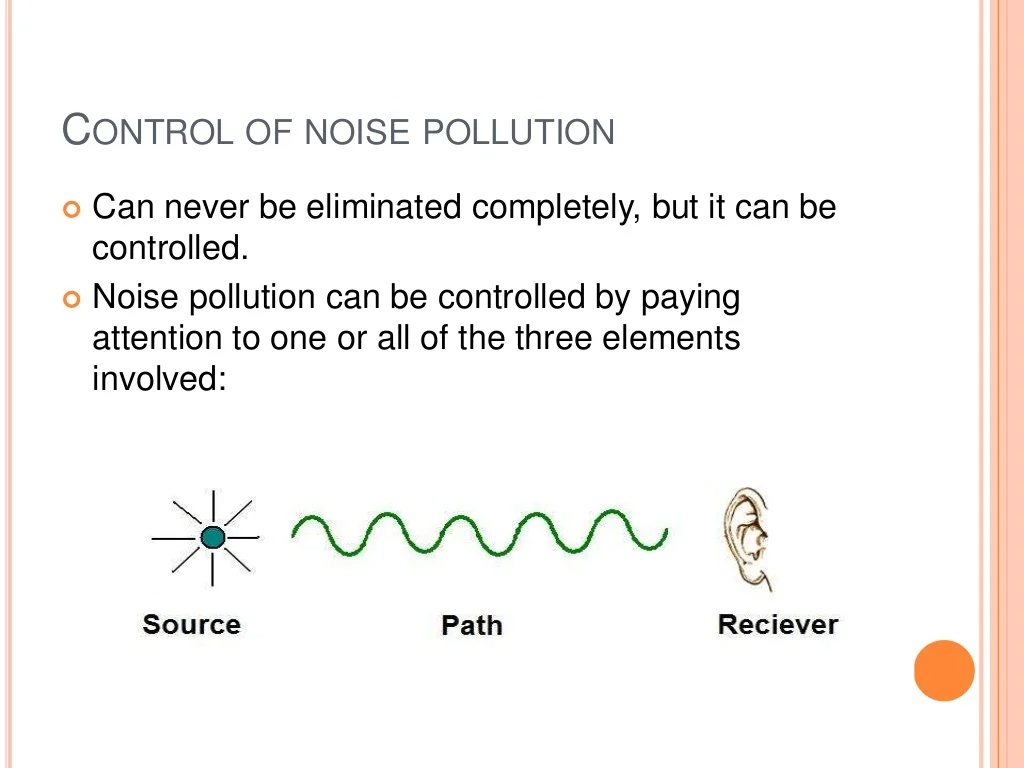 CONTROL OF NOISE POLLUTION
Can never be eliminated completely, but it can be
controlled.
Noise pollution can be controlled by paying
attention to one or all of the three elements
involved:
Source Path Reciever